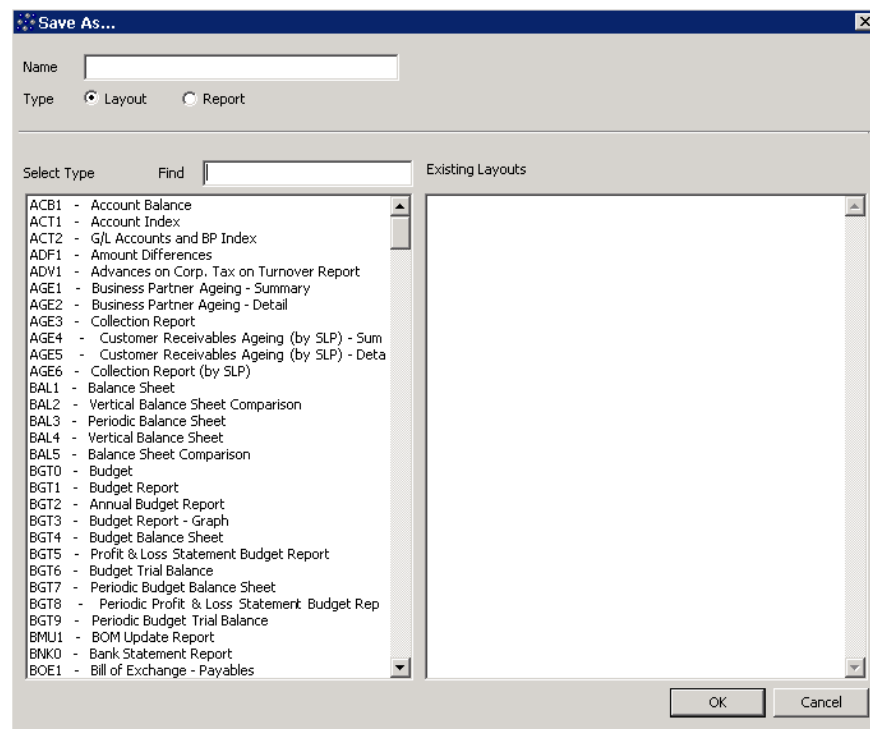 Save As...
Name
Type Layout Report
Select Type Find Existing Layouts
ACB1 - Account Balance
ACT1 - Account Index
ACT2 - G/L Accounts and BP Index
ADF1 - Amount Differences
ADV1 - Advances on Corp. Tax on Turnover Report
AGE1 - Business Partner Ageing - Summary
AGE2 - Business Partner Ageing - Detail
AGE3 - Collection Report
AGE4 - Customer Receivables Ageing (by SLP) - Sum
AGE5 - Customer Receivables Ageing (by SLP) - Deta
AGE6 - Collection Report (by SLP)
BAL1 - Balance Sheet
BAL2 - Vertical Balance Sheet Comparison
BAL3 - Periodic Balance Sheet
BAL4 - Vertical Balance Sheet
BAL5 - Balance Sheet Comparison
BGT0 - Budget
BGT1 - Budget Report
BGT2 - Annual Budget Report
BGT3 - Budget Report - Graph
BGT4 - Budget Balance Sheet
BGT5 - Profit & Loss Statement Budget Report
BGT6 - Budget Trial Balance
BGT7 - Periodic Budget Balance Sheet
BGT8 - Periodic Profit & Loss Statement Budget Rep
BGT9 - Periodic Budget Trial Balance
BMU1 - BOM Update Report
BNK0 - Bank Statement Report
BOE1 - Bill of Exchange - Payables
OK Cancel